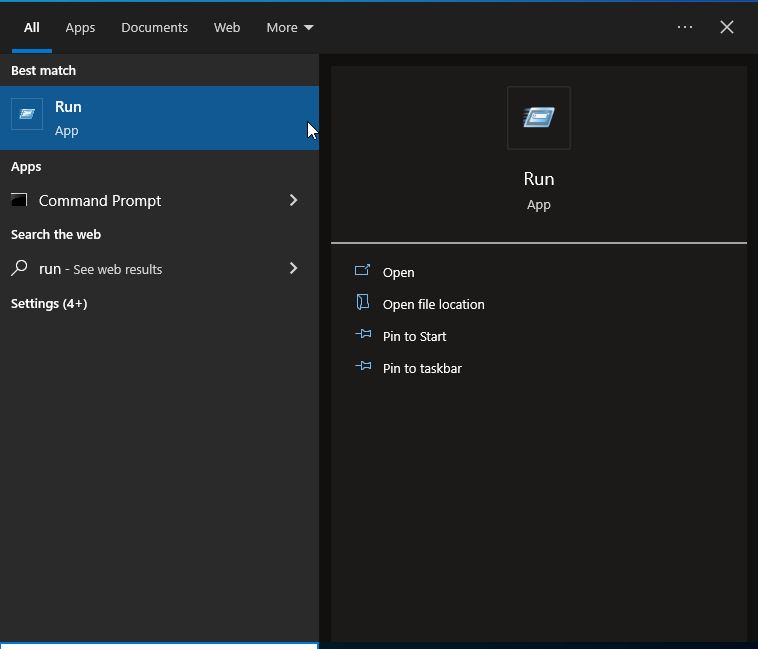 All Apps Documents Web More
Best match
Run
App
Apps
Command Prompt
Search the web
run - See web results
Settings (4+)
Run
App
Open
Open file location
Pin to Start
Pin to taskbar